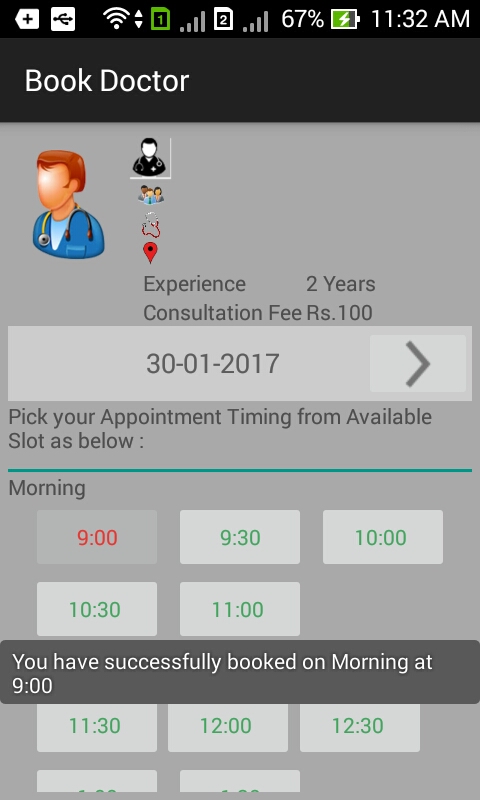 1 2 67% 11:32 AM
Book Doctor
Experience 2 Years
Consultation Fee Rs.100
30-01-2017
Pick your Appointment Timing from Available
Slot as below :
Morning
9:00 9:30 10:00
10:30 11:00
You have successfully booked on Morning at
9:00
11:30 12:00 12:30